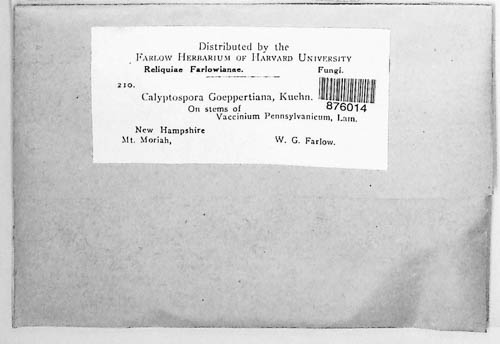 Distributed by the
Farlow Herbarium of Harvard University
Reliquiae Farlowianae. Fungi.
210.
Calyptospora Goeppertiana, Kuehn.
876014
On stems of
Vaccinium Pennsylvanicum, Lam.
New Hampshire
Mt. Moriah, W. G. Farlow.